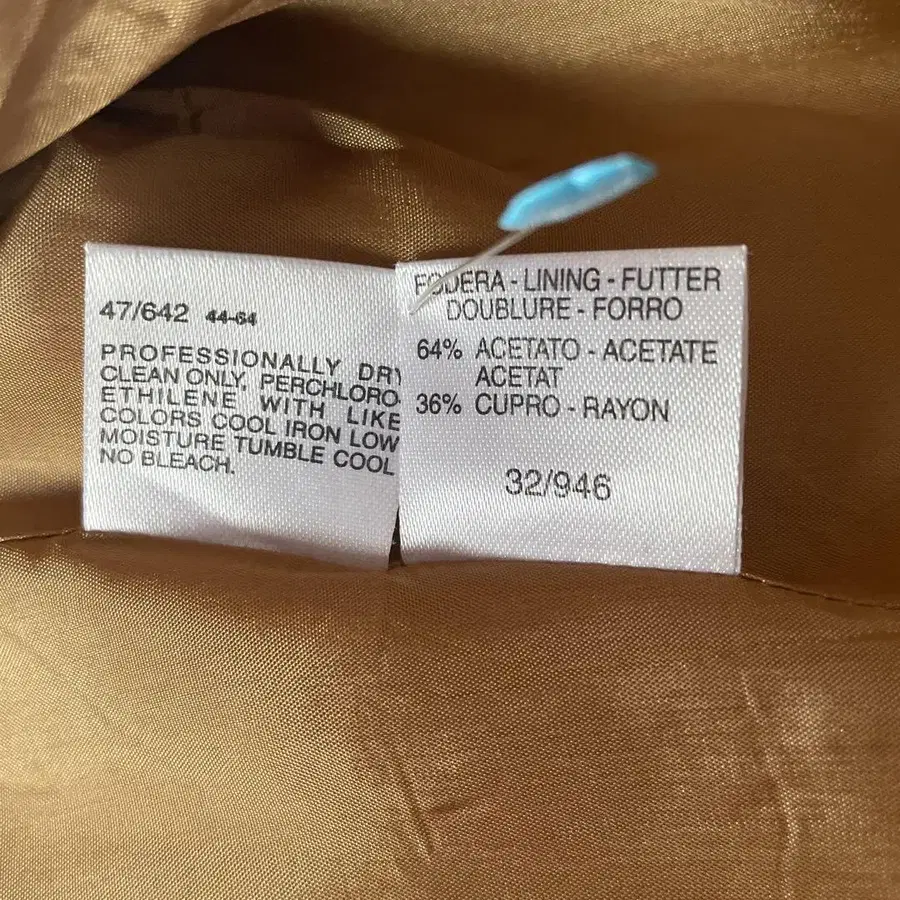 47/642 44-64
PROFESSIONALLY DRY
CLEAN ONLY. PERCHLORO-
ETHILENE WITH LIKE
COLORS COOL IRON LOW
MOISTURE TUMBLE COOL
NO BLEACH.
FODERA - LINING - FUTTER
DOUBLURE - FORRO
64% ACETATO - ACETATE
ACETAT
36% CUPRO - RAYON
32/946